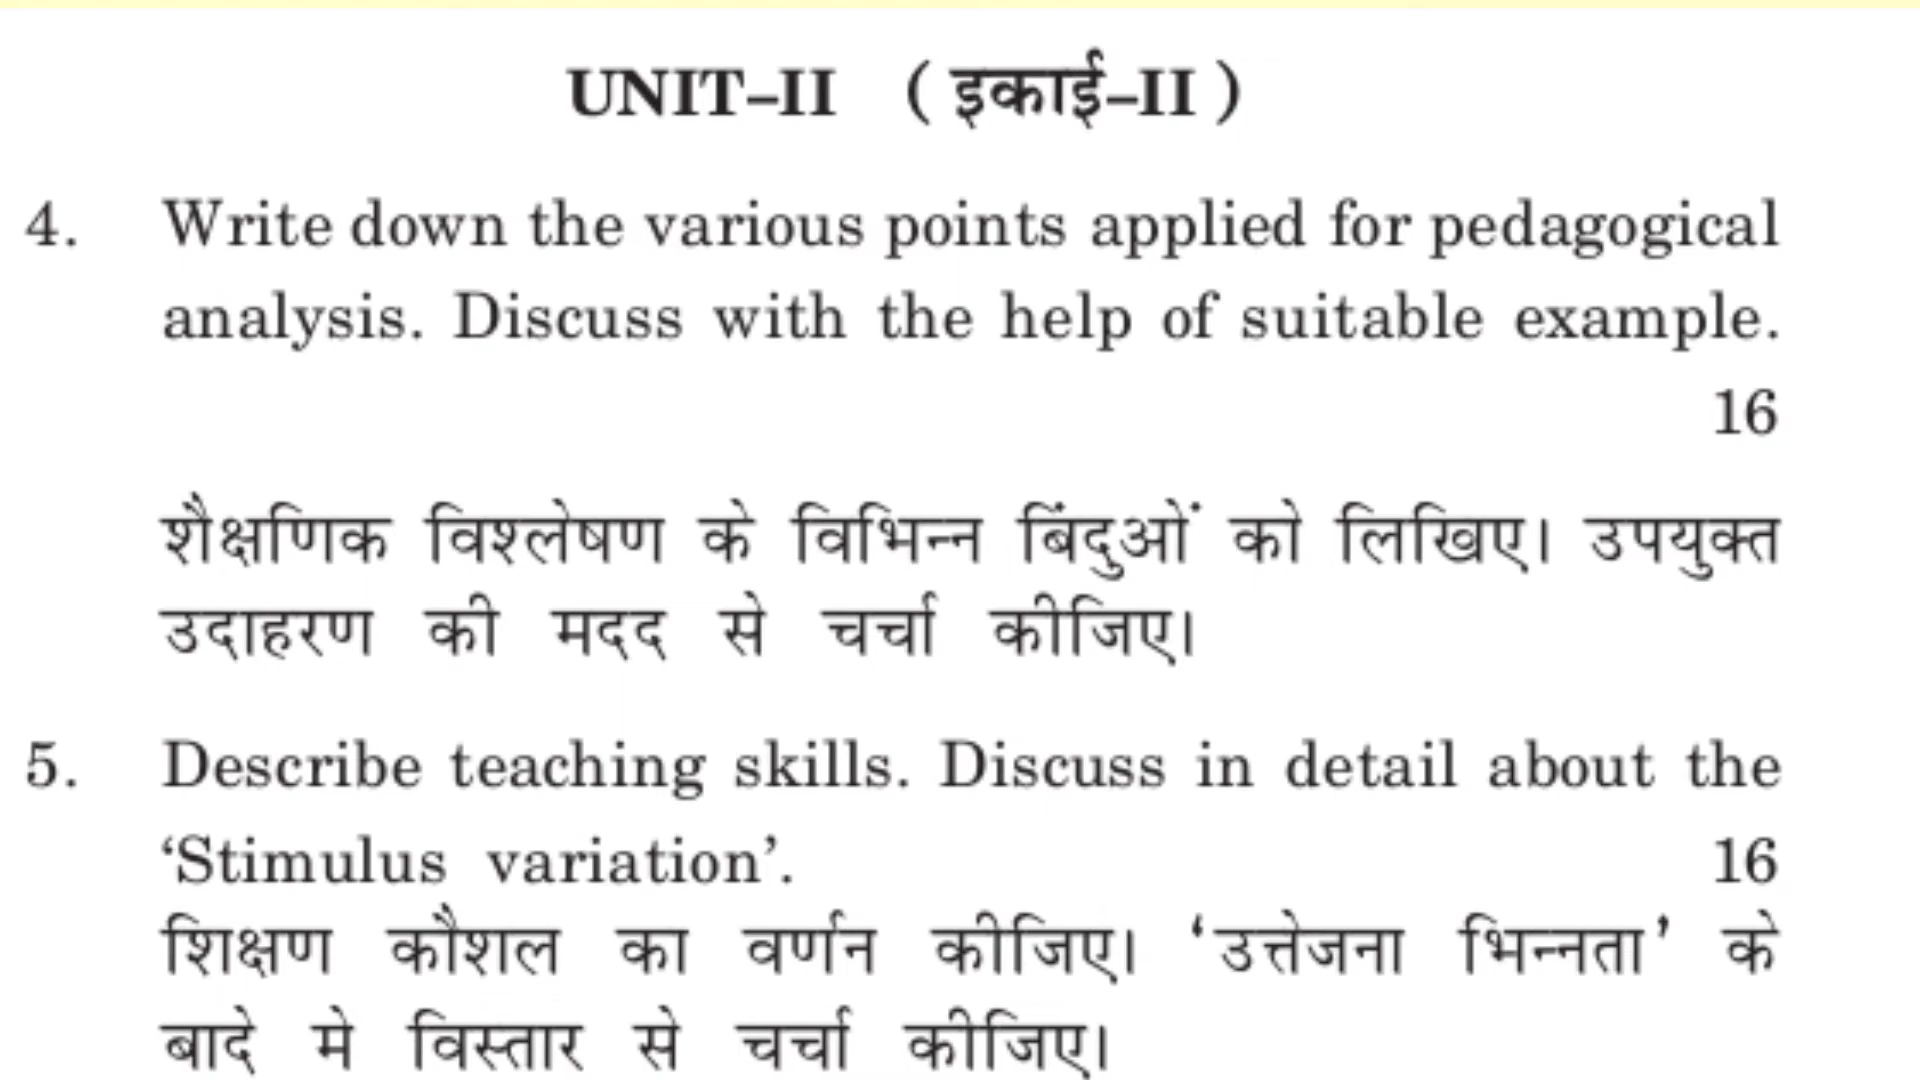 UNIT–II ( इकाई–II )
4. Write down the various points applied for pedagogical
analysis. Discuss with the help of suitable example.
16
शैक्षणिक विश्लेषण के विभिन्न बिंदुओं को लिखिए। उपयुक्त
उदाहरण की मदद से चर्चा कीजिए।
5. Describe teaching skills. Discuss in detail about the
‘Stimulus variation’. 16
शिक्षण कौशल का वर्णन कीजिए। ‘उत्तेजना भिन्नता’ के
बादे मे विस्तार से चर्चा कीजिए।